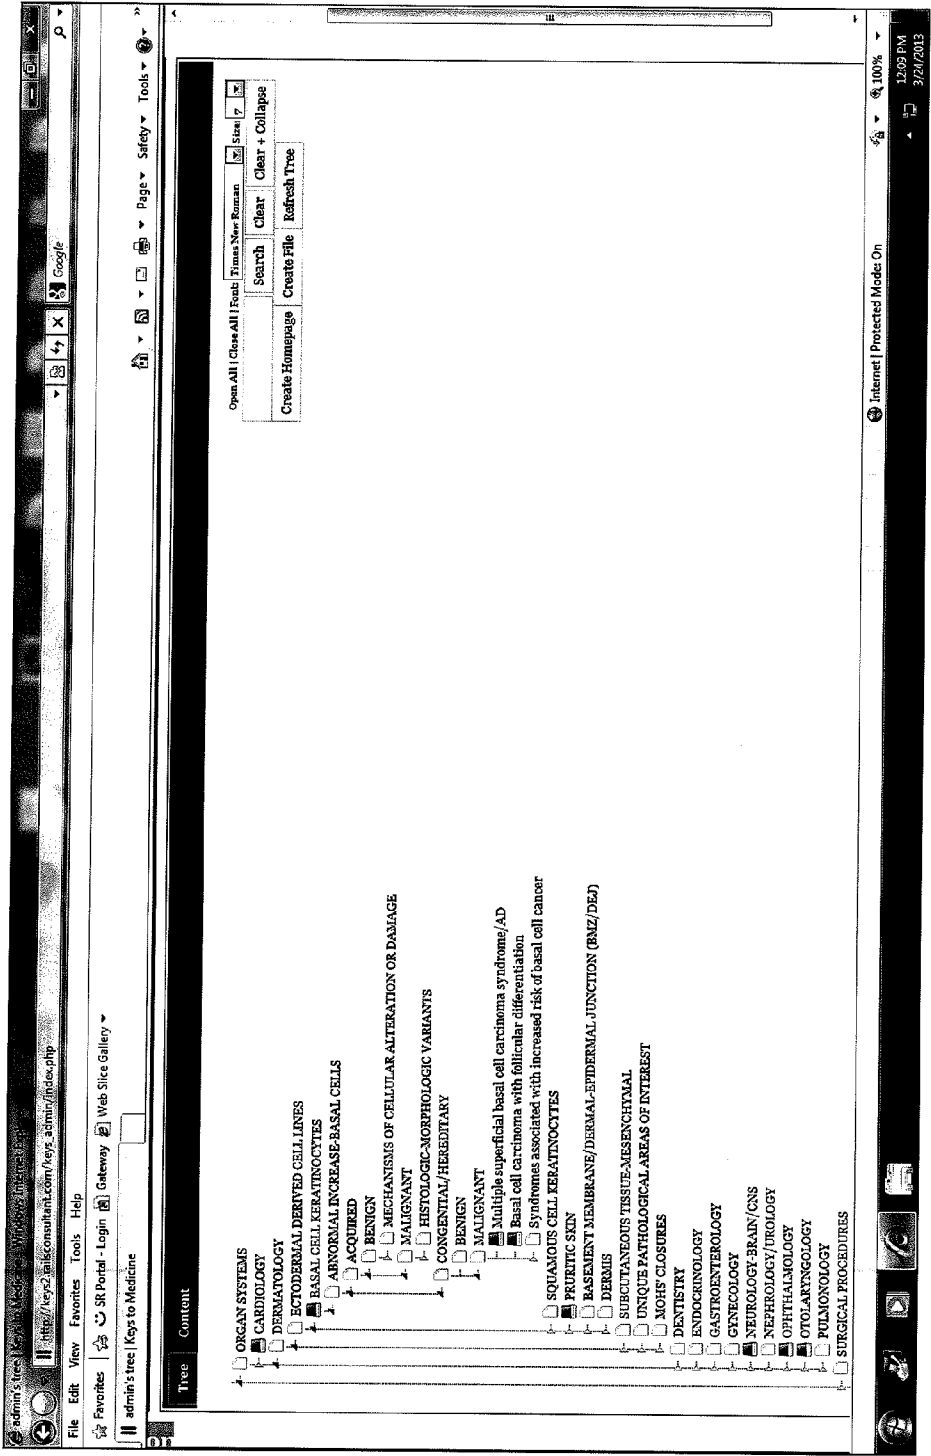 admin's tree | Keys to Medicine - Windows Internet Explorer
http://keys2.railsconsultant.com/keys_admin/index.php
Google
File Edit View Favorites Tools Help
Favorites SR Portal - Login Gateway Web Slice Gallery
admin's tree | Keys to Medicine
Page Safety Tools
Tree Content
Open All | Close All | Font: Times New Roman Size: 7
Search Clear Clear + Collapse
Create Homepage Create File Refresh Tree
ORGAN SYSTEMS
CARDIOLOGY
DERMATOLOGY
ECTODERMAL DERIVED CELL LINES
BASAL CELL KERATINOCYTES
ABNORMAL INCREASE-BASAL CELLS
ACQUIRED
BENIGN
MECHANISMS OF CELLULAR ALTERATION OR DAMAGE
MALIGNANT
HISTOLOGIC-MORPHOLOGIC VARIANTS
CONGENITAL/HEREDITARY
BENIGN
MALIGNANT
Multiple superficial basal cell carcinoma syndrome/AD
Basal cell carcinoma with follicular differentiation
Syndromes associated with increased risk of basal cell cancer
SQUAMOUS CELL KERATINOCYTES
PRURITIC SKIN
BASEMENT MEMBRANE/DERMAL-EPIDERMAL JUNCTION (BMZ/DEJ)
DERMIS
SUBCUTANEOUS TISSUE-MESENCHYMAL
UNIQUE PATHOLOGICAL AREAS OF INTEREST
MOHS' CLOSURES
DENTISTRY
ENDOCRINOLOGY
GASTROENTEROLOGY
GYNECOLOGY
NEUROLOGY-BRAIN/CNS
NEPHROLOGY/UROLOGY
OPHTHALMOLOGY
OTOLARYNGOLOGY
PULMONOLOGY
SURGICAL PROCEDURES
Internet | Protected Mode: On
100%
12:09 PM
3/24/2013